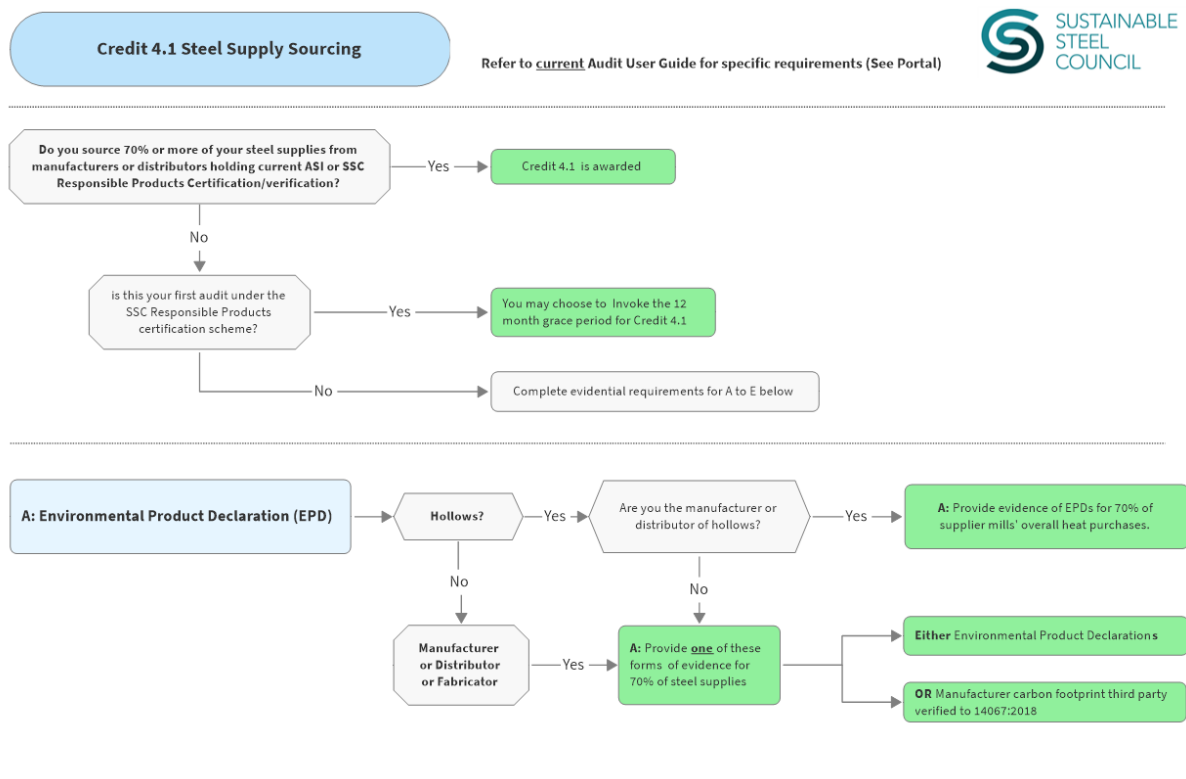 Credit 4.1 Steel Supply Sourcing
Refer to current Audit User Guide for specific requirements (See Portal)
SUSTAINABLE
STEEL
COUNCIL
Do you source 70% or more of your steel supplies from
manufacturers or distributors holding current ASI or SSC
Responsible Products Certification/verification?
Yes
Credit 4.1 is awarded
No
is this your first audit under the
SSC Responsible Products
certification scheme?
Yes
You may choose to Invoke the 12
month grace period for Credit 4.1
No
Complete evidential requirements for A to E below
A: Environmental Product Declaration (EPD)
Hollows?
Yes
Are you the manufacturer or
distributor of hollows?
Yes
A: Provide evidence of EPDs for 70% of
supplier mills' overall heat purchases.
No
No
Manufacturer
or Distributor
or Fabricator
Yes
A: Provide one of these
forms of evidence for
70% of steel supplies
Either Environmental Product Declarations
OR Manufacturer carbon footprint third party
verified to 14067:2018